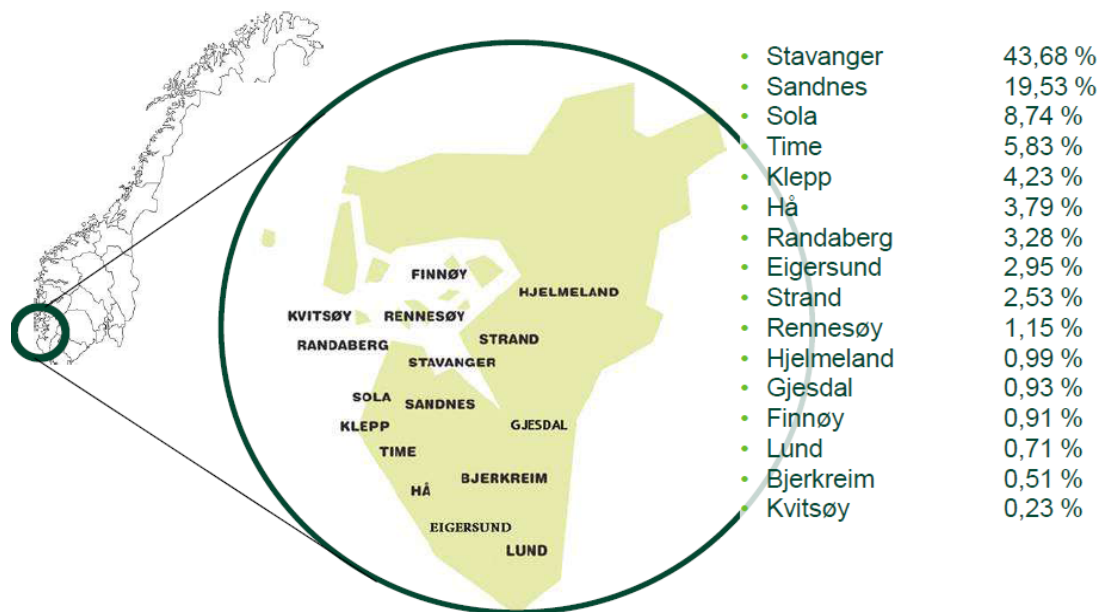 FINNØY
HJELMELAND
KVITSØY
RENNESØY
RANDABERG
STRAND
STAVANGER
SOLA
SANDNES
KLEPP
GJESDAL
TIME
BJERKREIM
HÅ
EIGERSUND
LUND
• Stavanger 43,68 %
• Sandnes 19,53 %
• Sola 8,74 %
• Time 5,83 %
• Klepp 4,23 %
• Hå 3,79 %
• Randaberg 3,28 %
• Eigersund 2,95 %
• Strand 2,53 %
• Rennesøy 1,15 %
• Hjelmeland 0,99 %
• Gjesdal 0,93 %
• Finnøy 0,91 %
• Lund 0,71 %
• Bjerkreim 0,51 %
• Kvitsøy 0,23 %